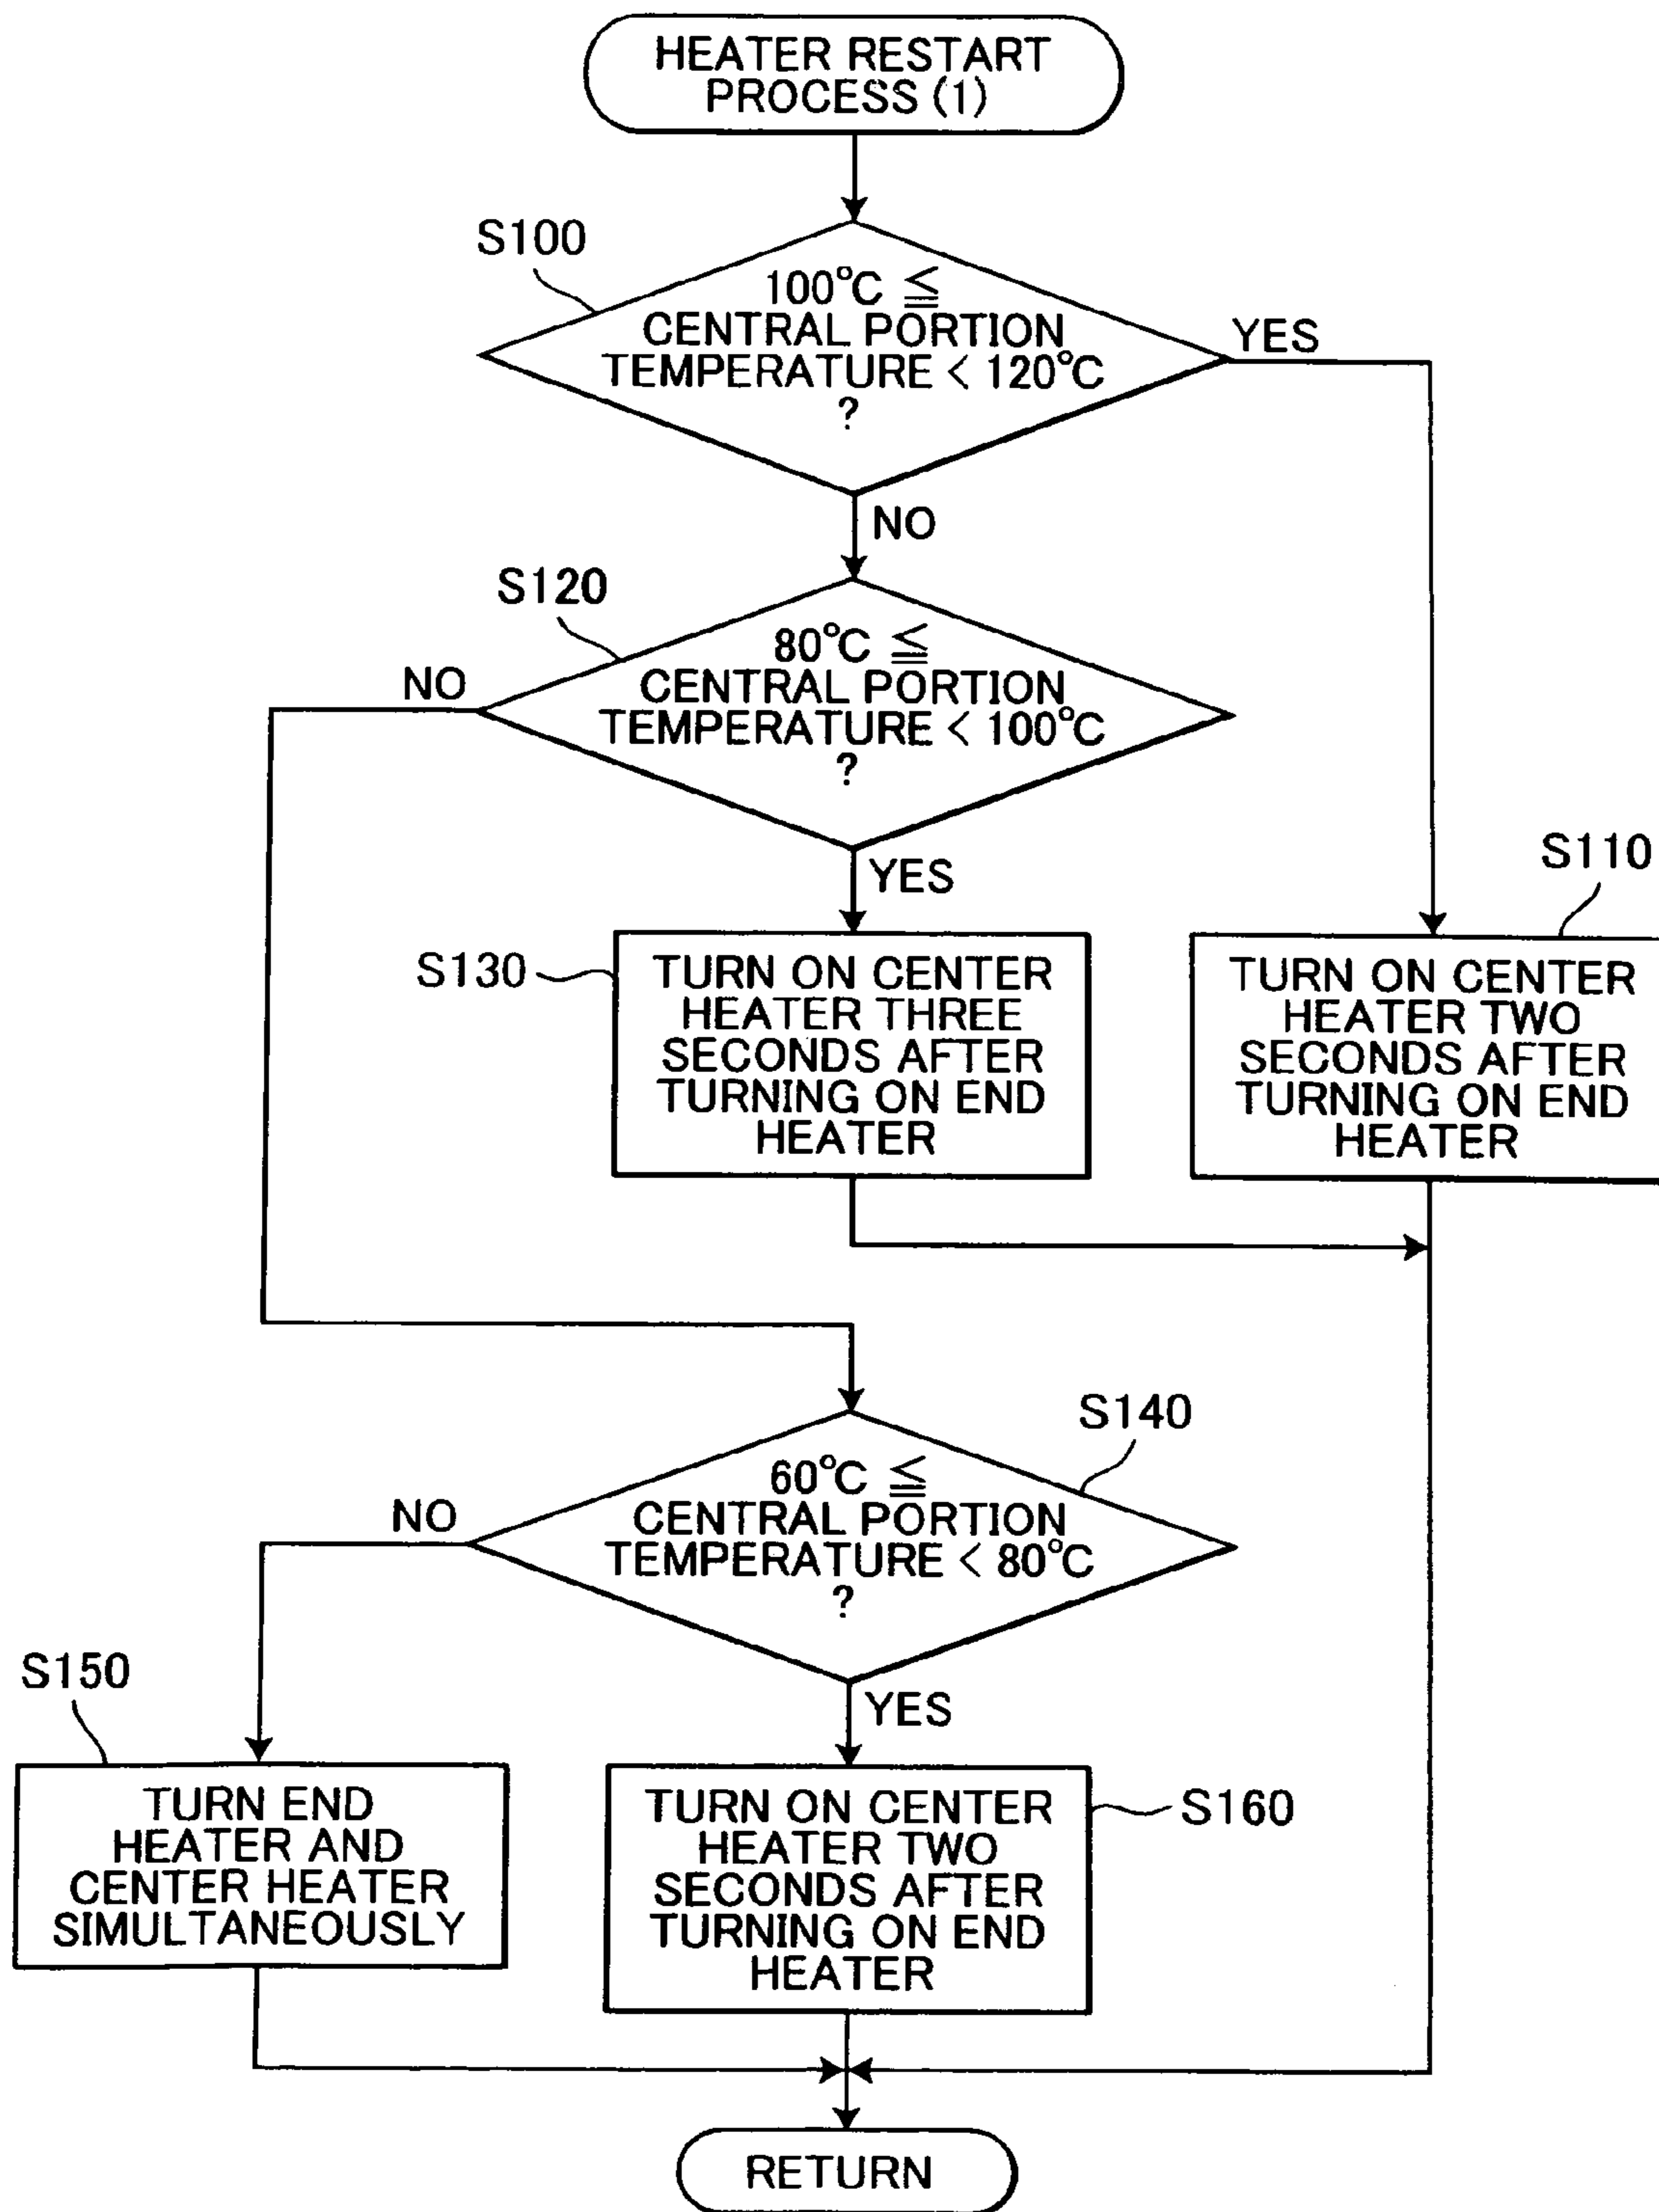 HEATER RESTART
PROCESS (1)
S100
100°C ≦
CENTRAL PORTION
TEMPERATURE < 120°C
?
YES
NO
S120
80°C ≦
CENTRAL PORTION
TEMPERATURE < 100°C
?
NO
YES
S110
S130
TURN ON CENTER
HEATER THREE
SECONDS AFTER
TURNING ON END
HEATER
TURN ON CENTER
HEATER TWO
SECONDS AFTER
TURNING ON END
HEATER
S140
60°C ≦
CENTRAL PORTION
TEMPERATURE < 80°C
?
NO
YES
S150
TURN END
HEATER AND
CENTER HEATER
SIMULTANEOUSLY
S160
TURN ON CENTER
HEATER TWO
SECONDS AFTER
TURNING ON END
HEATER
RETURN